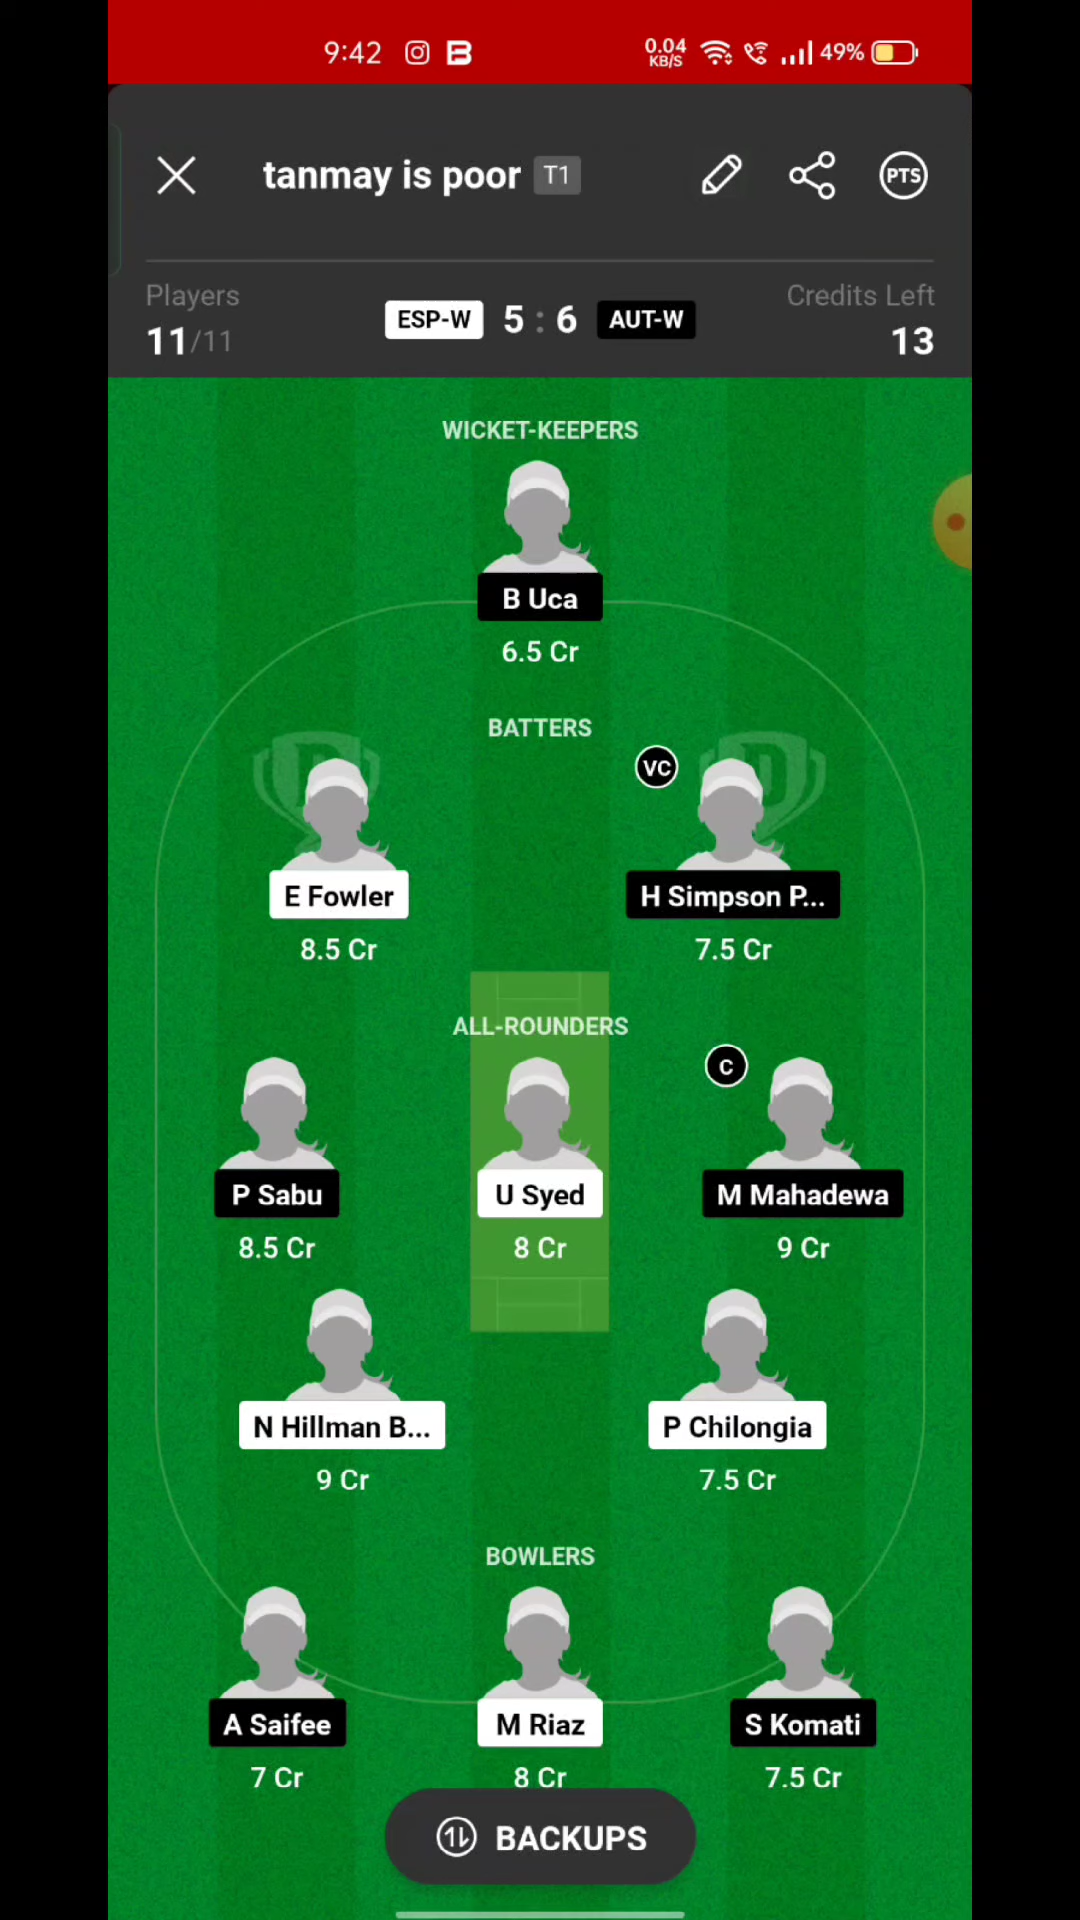 9:42
0.04
KB/S
49%
tanmay is poor T1
PTS
Players
Credits Left
11/11
ESP-W 5 : 6 AUT-W
13
WICKET-KEEPERS
B Uca
6.5 Cr
BATTERS
VC
E Fowler
H Simpson P...
8.5 Cr
7.5 Cr
ALL-ROUNDERS
C
P Sabu
U Syed
M Mahadewa
8.5 Cr
8 Cr
9 Cr
N Hillman B...
P Chilongia
9 Cr
7.5 Cr
BOWLERS
A Saifee
M Riaz
S Komati
7 Cr
8 Cr
7.5 Cr
BACKUPS